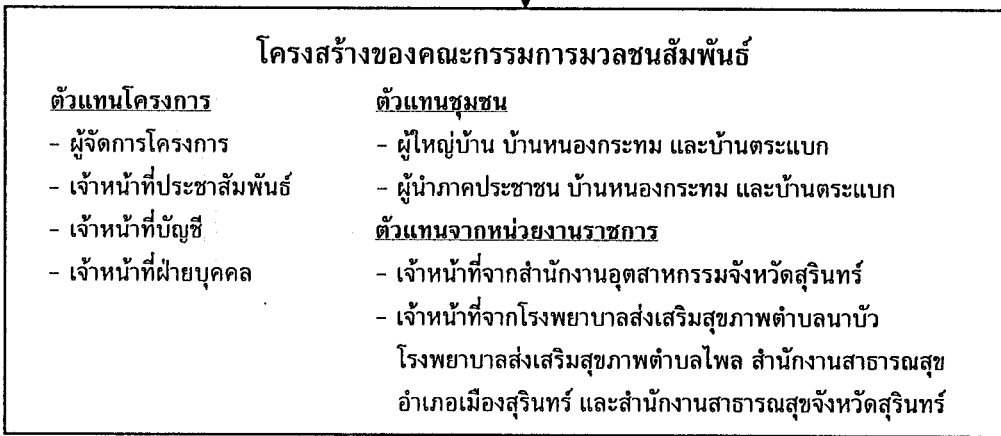 โครงสร้างของคณะกรรมการมวลชนสัมพันธ์
ตัวแทนโครงการ
- ผู้จัดการโครงการ
- เจ้าหน้าที่ประชาสัมพันธ์
- เจ้าหน้าที่บัญชี
- เจ้าหน้าที่ฝ่ายบุคคล
ตัวแทนชุมชน
- ผู้ใหญ่บ้าน บ้านหนองกระทม และบ้านตระแบก
- ผู้นำภาคประชาชน บ้านหนองกระทม และบ้านตระแบก
ตัวแทนจากหน่วยงานราชการ
- เจ้าหน้าที่จากสำนักงานอุตสาหกรรมจังหวัดสุรินทร์
- เจ้าหน้าที่จากโรงพยาบาลส่งเสริมสุขภาพตำบลนาบัว
โรงพยาบาลส่งเสริมสุขภาพตำบลไพล สำนักงานสาธารณสุข
อำเภอเมืองสุรินทร์ และสำนักงานสาธารณสุขจังหวัดสุรินทร์